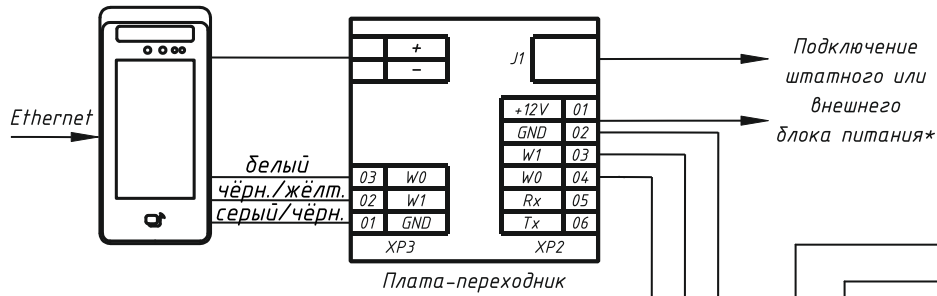 Ethernet
белый
чёрн./жёлт.
серый/чёрн.
+
-
J1
+12V 01
GND 02
W1 03
W0 04
Rx 05
Tx 06
XP2
03 W0
02 W1
01 GND
XP3
Плата-переходник
Подключение
штатного или
внешнего
блока питания*